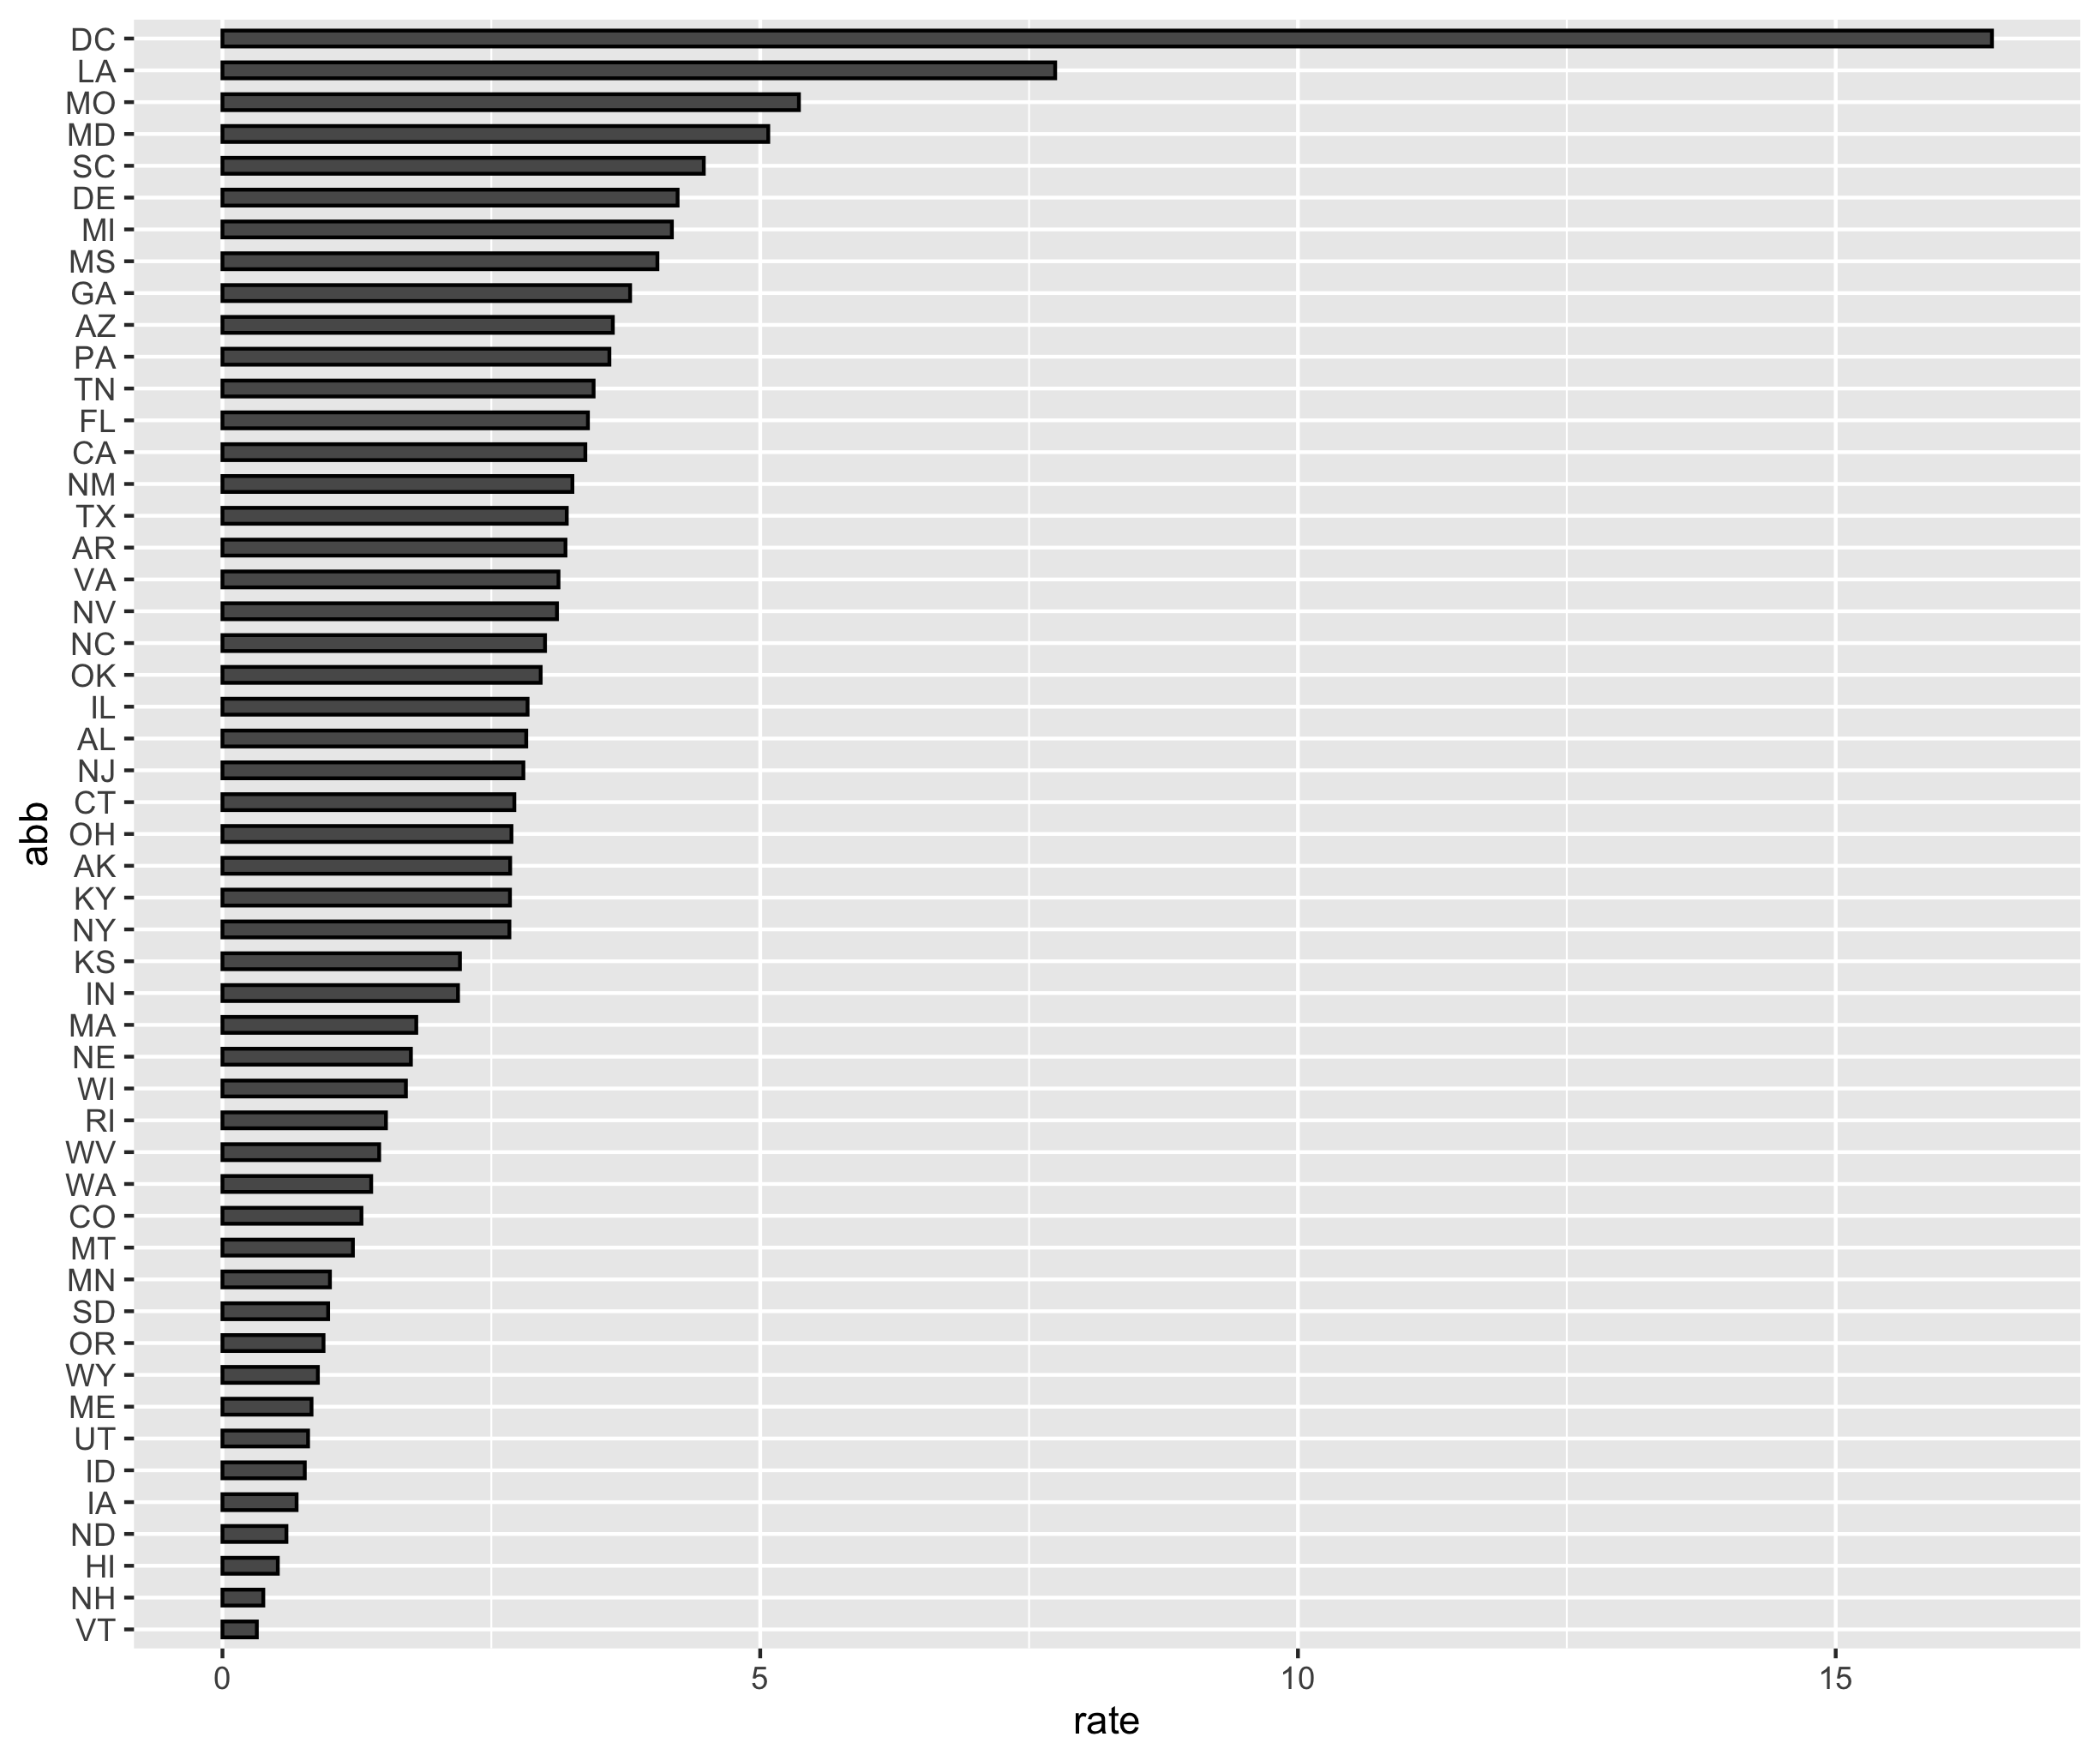 DC
LA
MO
MD
SC
DE
MI
MS
GA
AZ
PA
TN
FL
CA
NM
TX
AR
VA
NV
NC
OK
IL
AL
NJ
CT
OH
AK
KY
NY
KS
IN
MA
NE
WI
RI
WV
WA
CO
MT
MN
SD
OR
WY
ME
UT
ID
IA
ND
HI
NH
VT
abb
0 5 10 15
rate